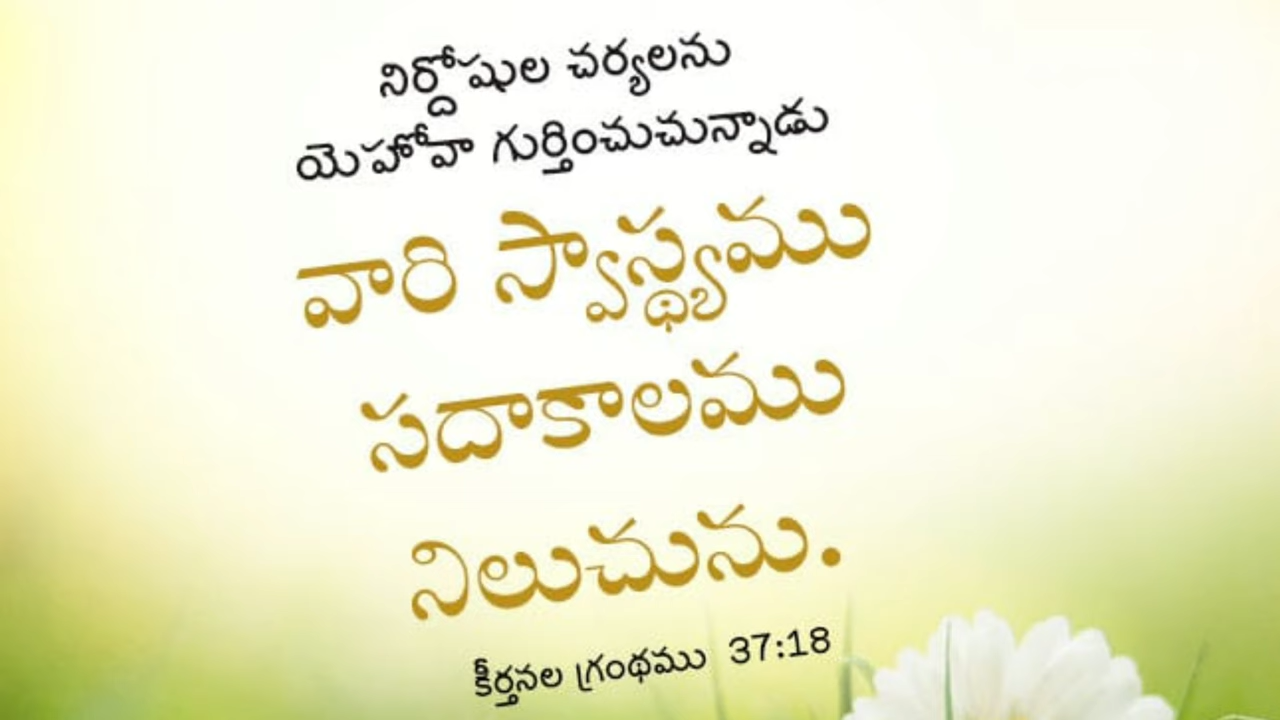 నిర్దోషుల చర్యలను
యెహోవా గుర్తించుచున్నాడు
వారి స్వాస్థ్యము
సదాకాలము
నిలుచును.
కీర్తనల గ్రంథము 37:18